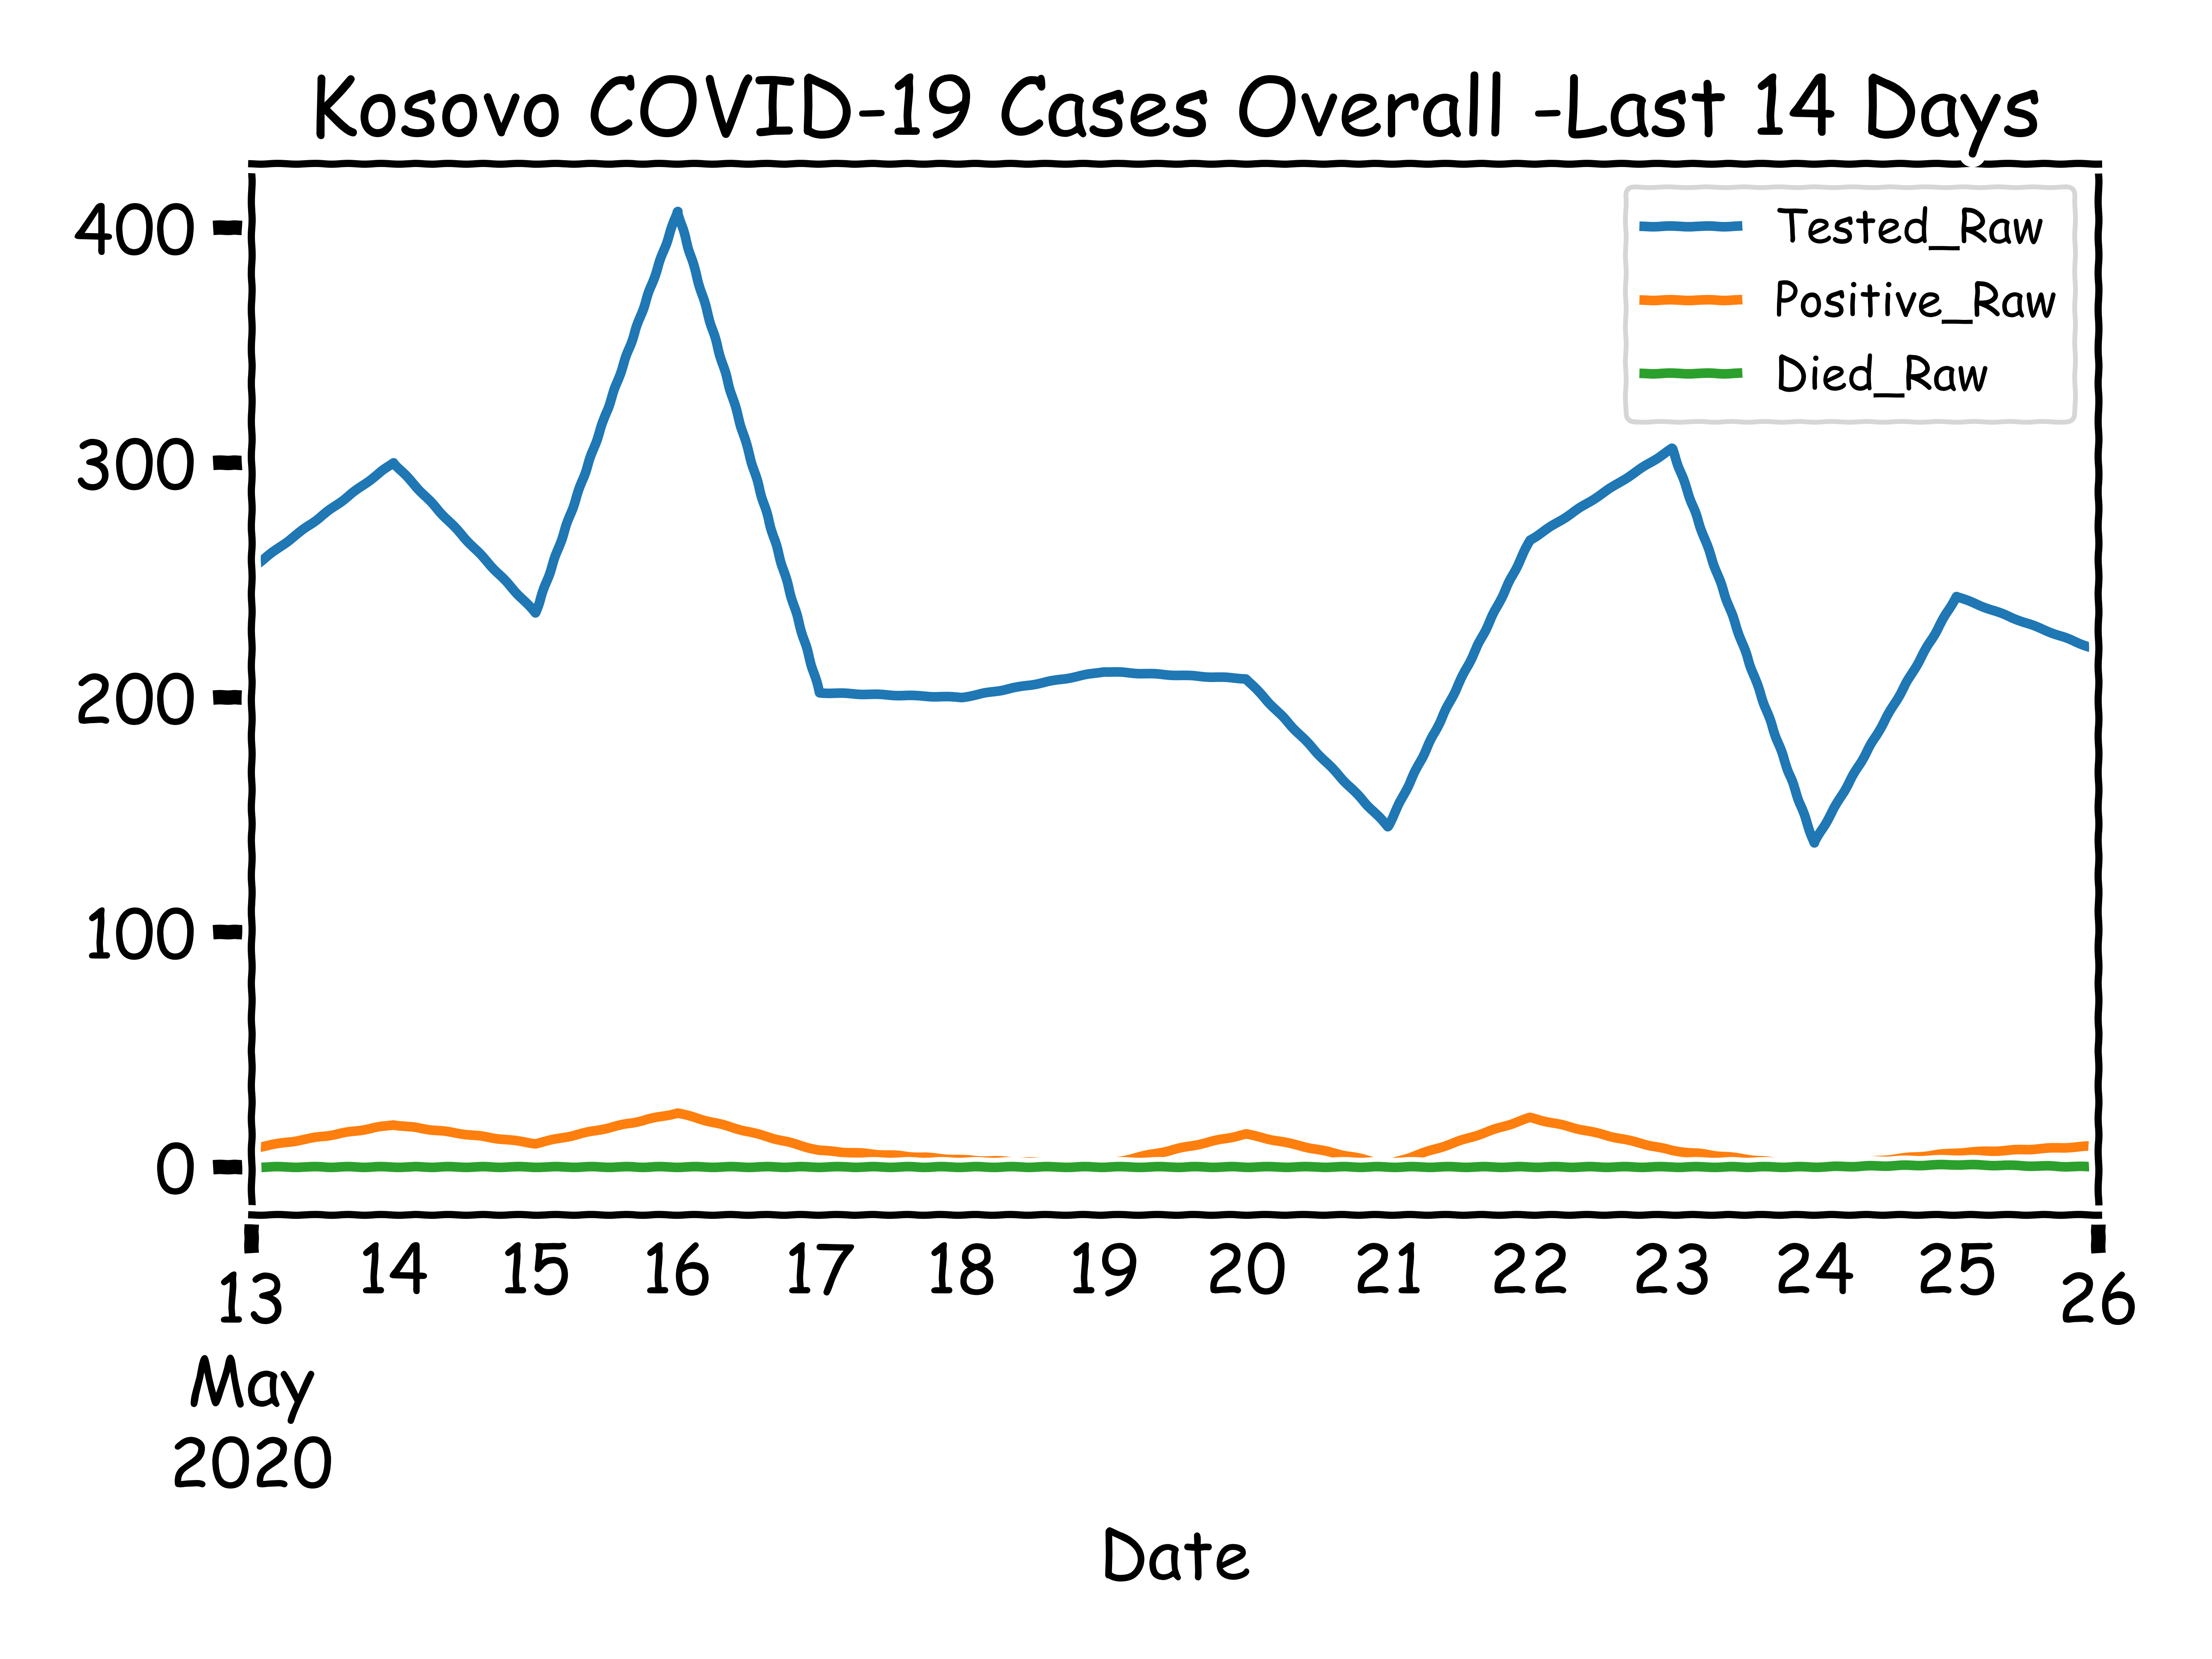 Kosovo COVID-19 Cases Overall -Last 14 Days
Tested_Raw
Positive_Raw
Died_Raw
400
300
200
100
0
13 14 15 16 17 18 19 20 21 22 23 24 25 26
May
2020
Date